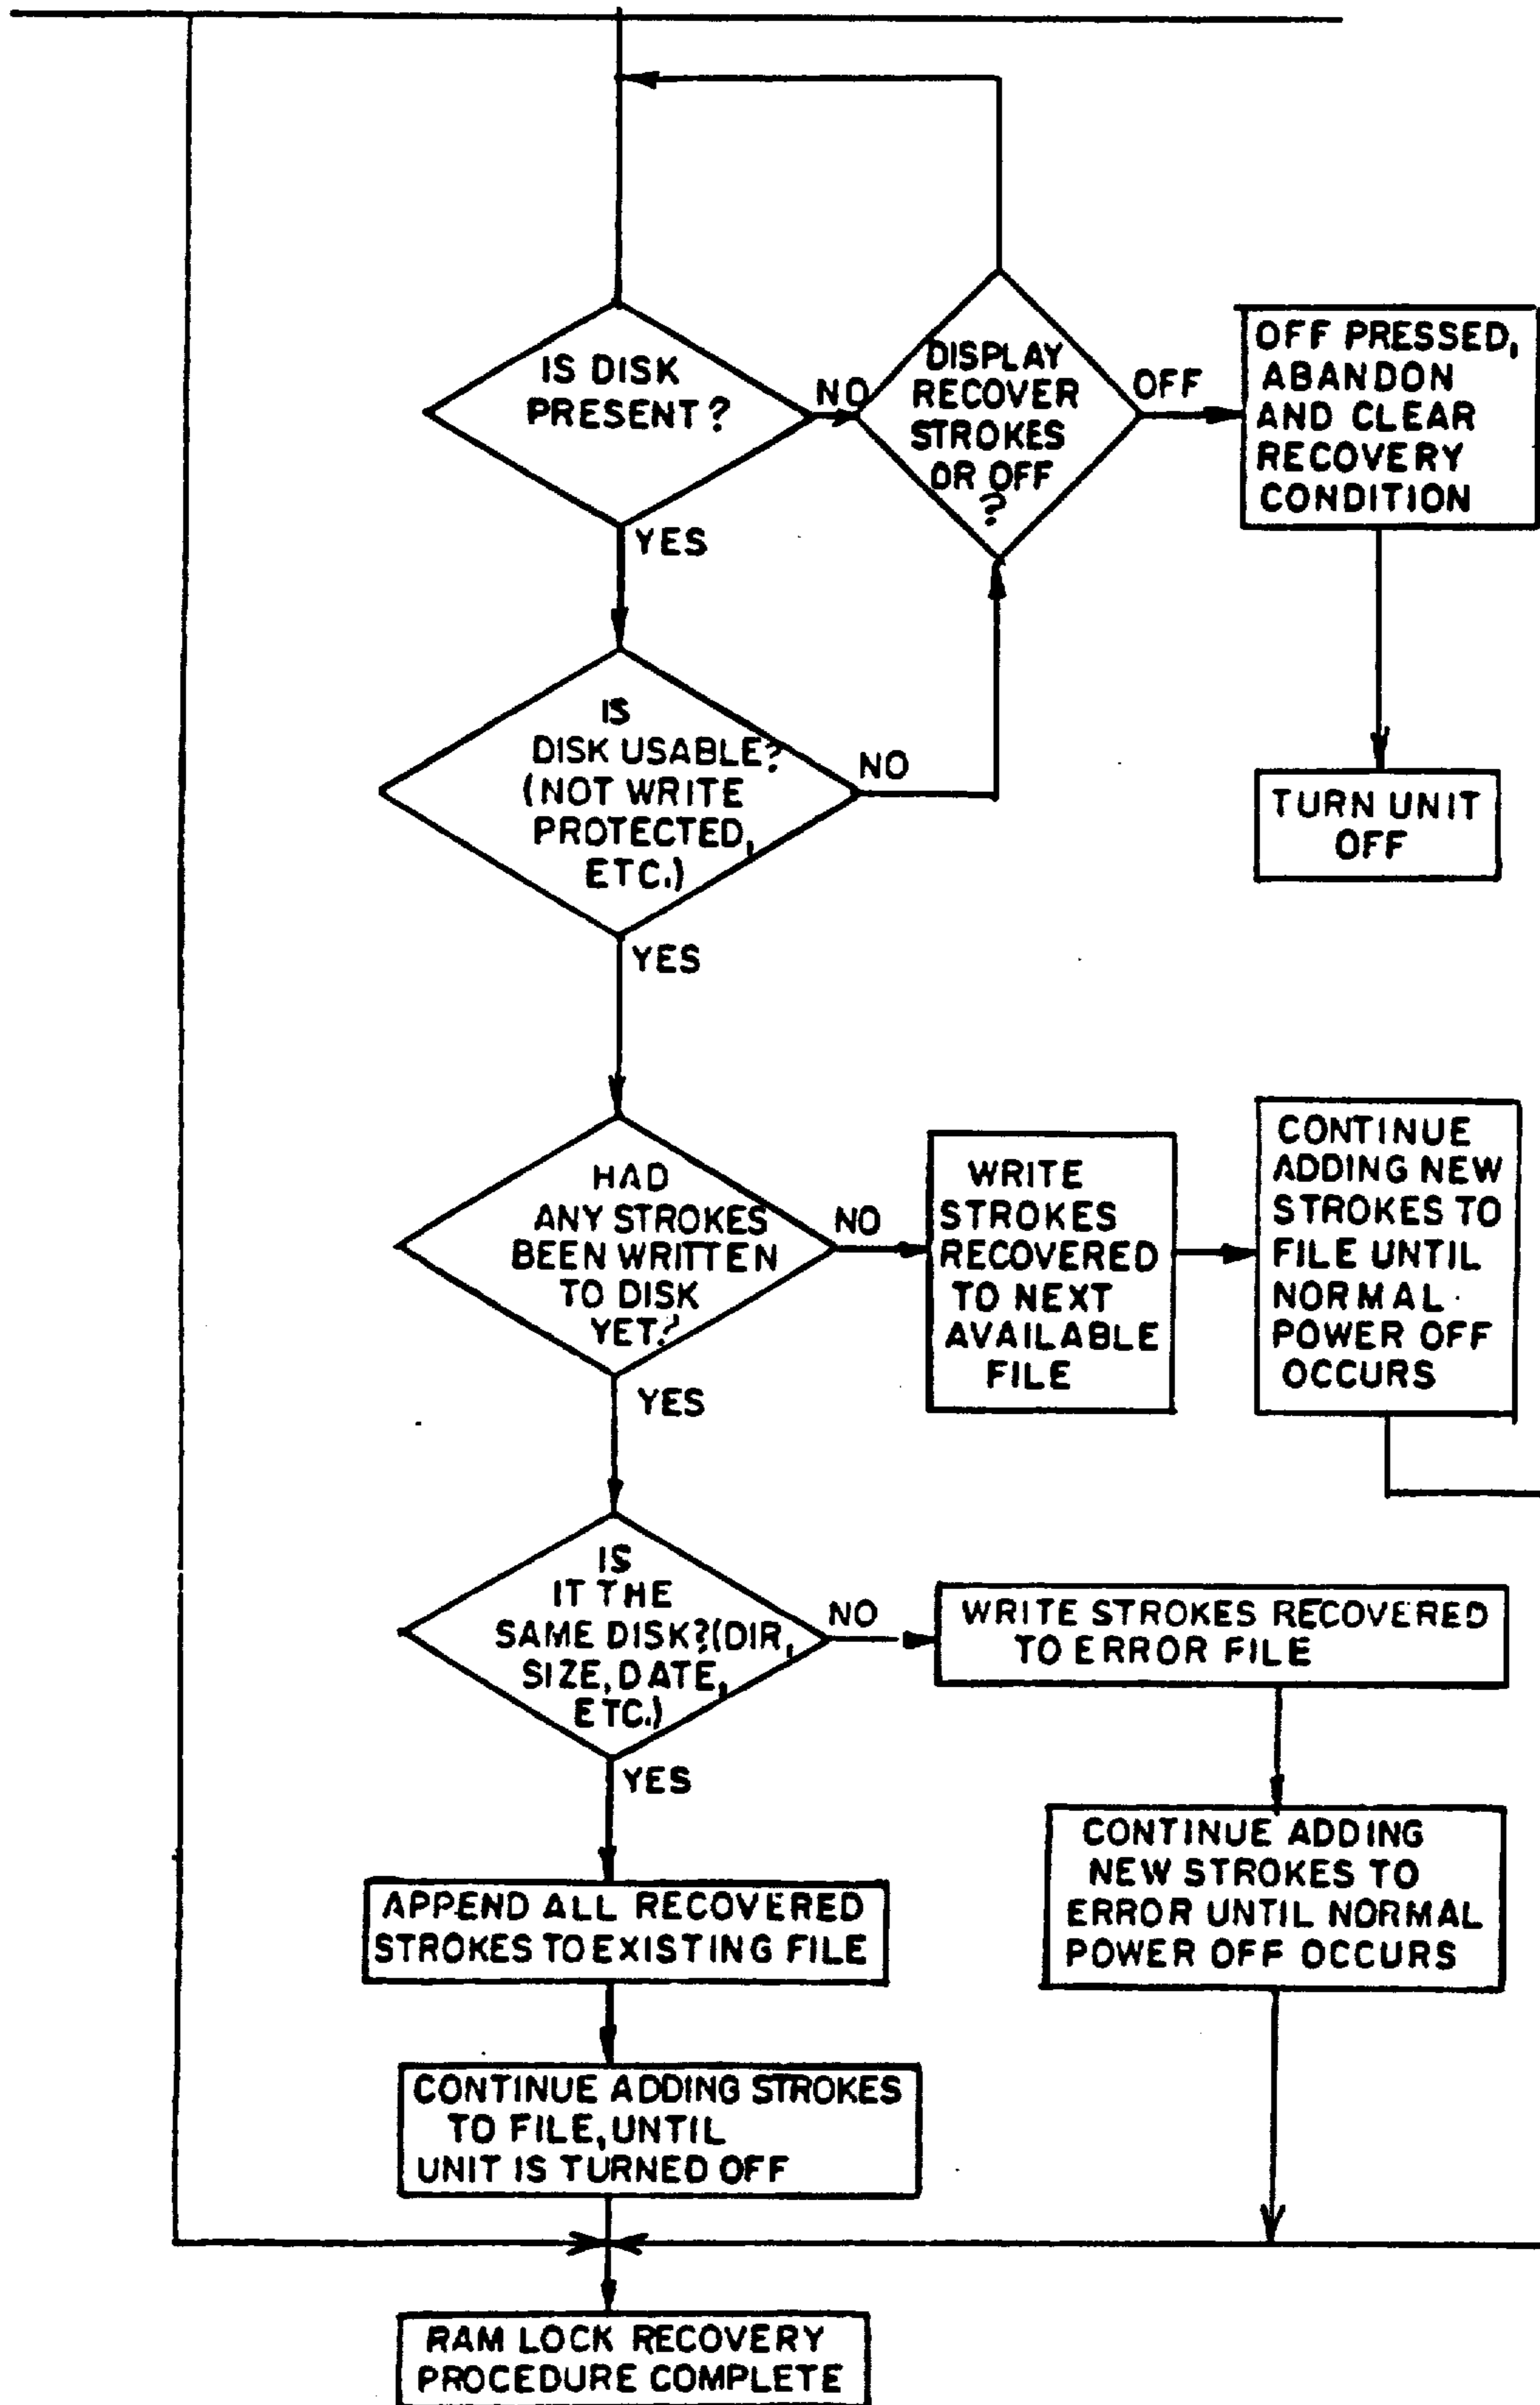 IS DISK
PRESENT?
NO
DISPLAY
RECOVER
STROKES
OR OFF
?
OFF
OFF PRESSED,
ABANDON
AND CLEAR
RECOVERY
CONDITION
YES
TURN UNIT
OFF
IS
DISK USABLE?
(NOT WRITE
PROTECTED,
ETC.)
NO
YES
HAD
ANY STROKES
BEEN WRITTEN
TO DISK
YET?
NO
WRITE
STROKES
RECOVERED
TO NEXT
AVAILABLE
FILE
CONTINUE
ADDING NEW
STROKES TO
FILE UNTIL
NORMAL
POWER OFF
OCCURS
YES
IS
IT THE
SAME DISK?(DIR,
SIZE, DATE,
ETC.)
NO
WRITE STROKES RECOVERED
TO ERROR FILE
YES
CONTINUE ADDING
NEW STROKES TO
ERROR UNTIL NORMAL
POWER OFF OCCURS
APPEND ALL RECOVERED
STROKES TO EXISTING FILE
CONTINUE ADDING STROKES
TO FILE, UNTIL
UNIT IS TURNED OFF
RAM LOCK RECOVERY
PROCEDURE COMPLETE